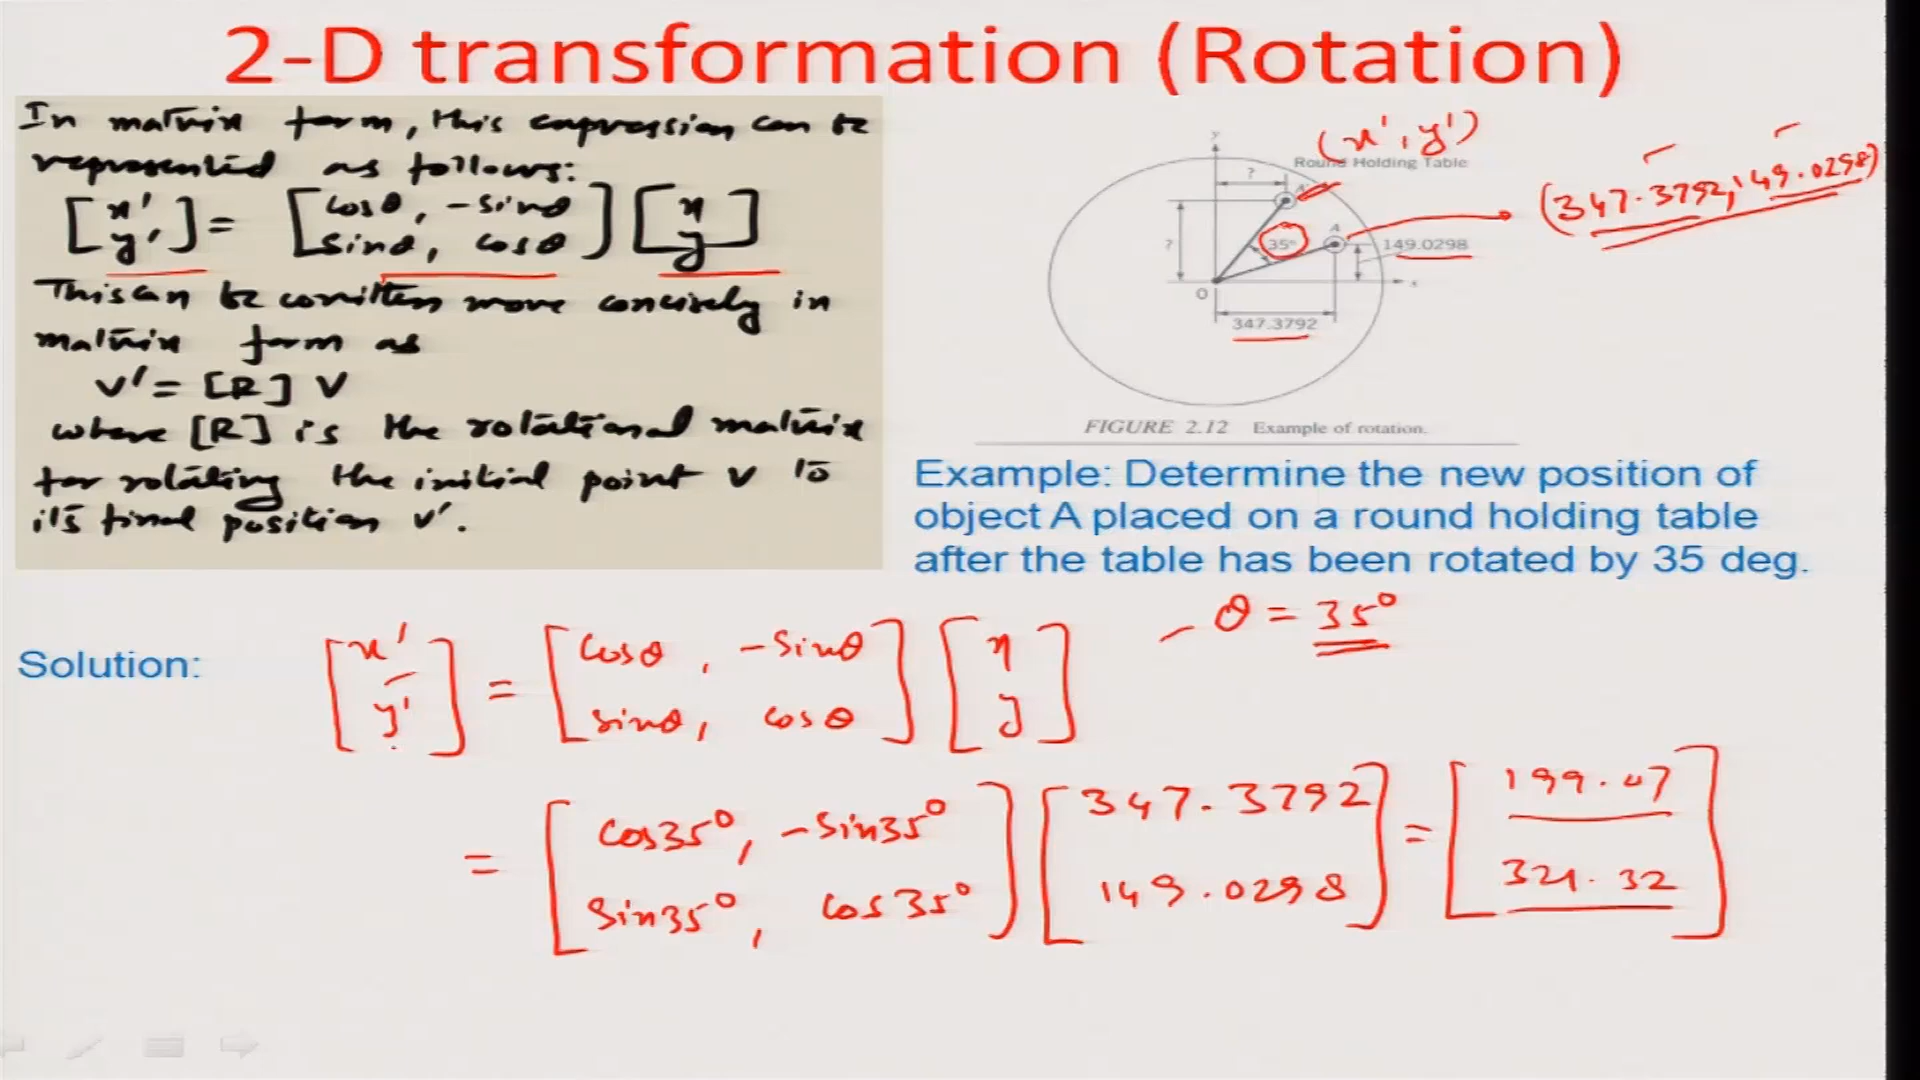 2-D transformation (Rotation)
In matrix form, this expression can be
represented as follows:
[x' y'] = [cosθ, -sinθ sinθ, cosθ] [x y]
This can be written more concisely in
matrix form as
V' = [R] V
where [R] is the rotational matrix
for rotating the initial point V to
its final position V'.
(x', y')
Round Holding Table
(347.3792, 149.0298)
y
?
A'
?
35°
A
149.0298
O
x
347.3792
FIGURE 2.12 Example of rotation.
Example: Determine the new position of
object A placed on a round holding table
after the table has been rotated by 35 deg.
θ = 35°
Solution:
[x' y'] = [cosθ, -sinθ sinθ, cosθ] [x y]
= [cos35°, -sin35° sin35°, cos35°] [347.3792 149.0298] = [199.07 321.32]